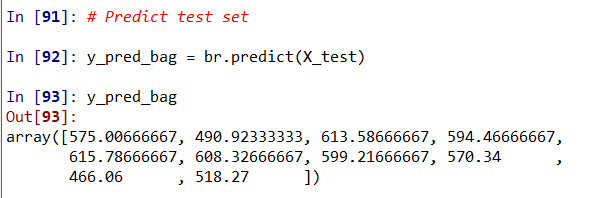 In [91]: # Predict test set
In [92]: y_pred_bag = br.predict(X_test)
In [93]: y_pred_bag
Out[93]:
array([575.00666667, 490.92333333, 613.58666667, 594.46666667,
       615.78666667, 608.32666667, 599.21666667, 570.34      ,
       466.06      , 518.27      ])